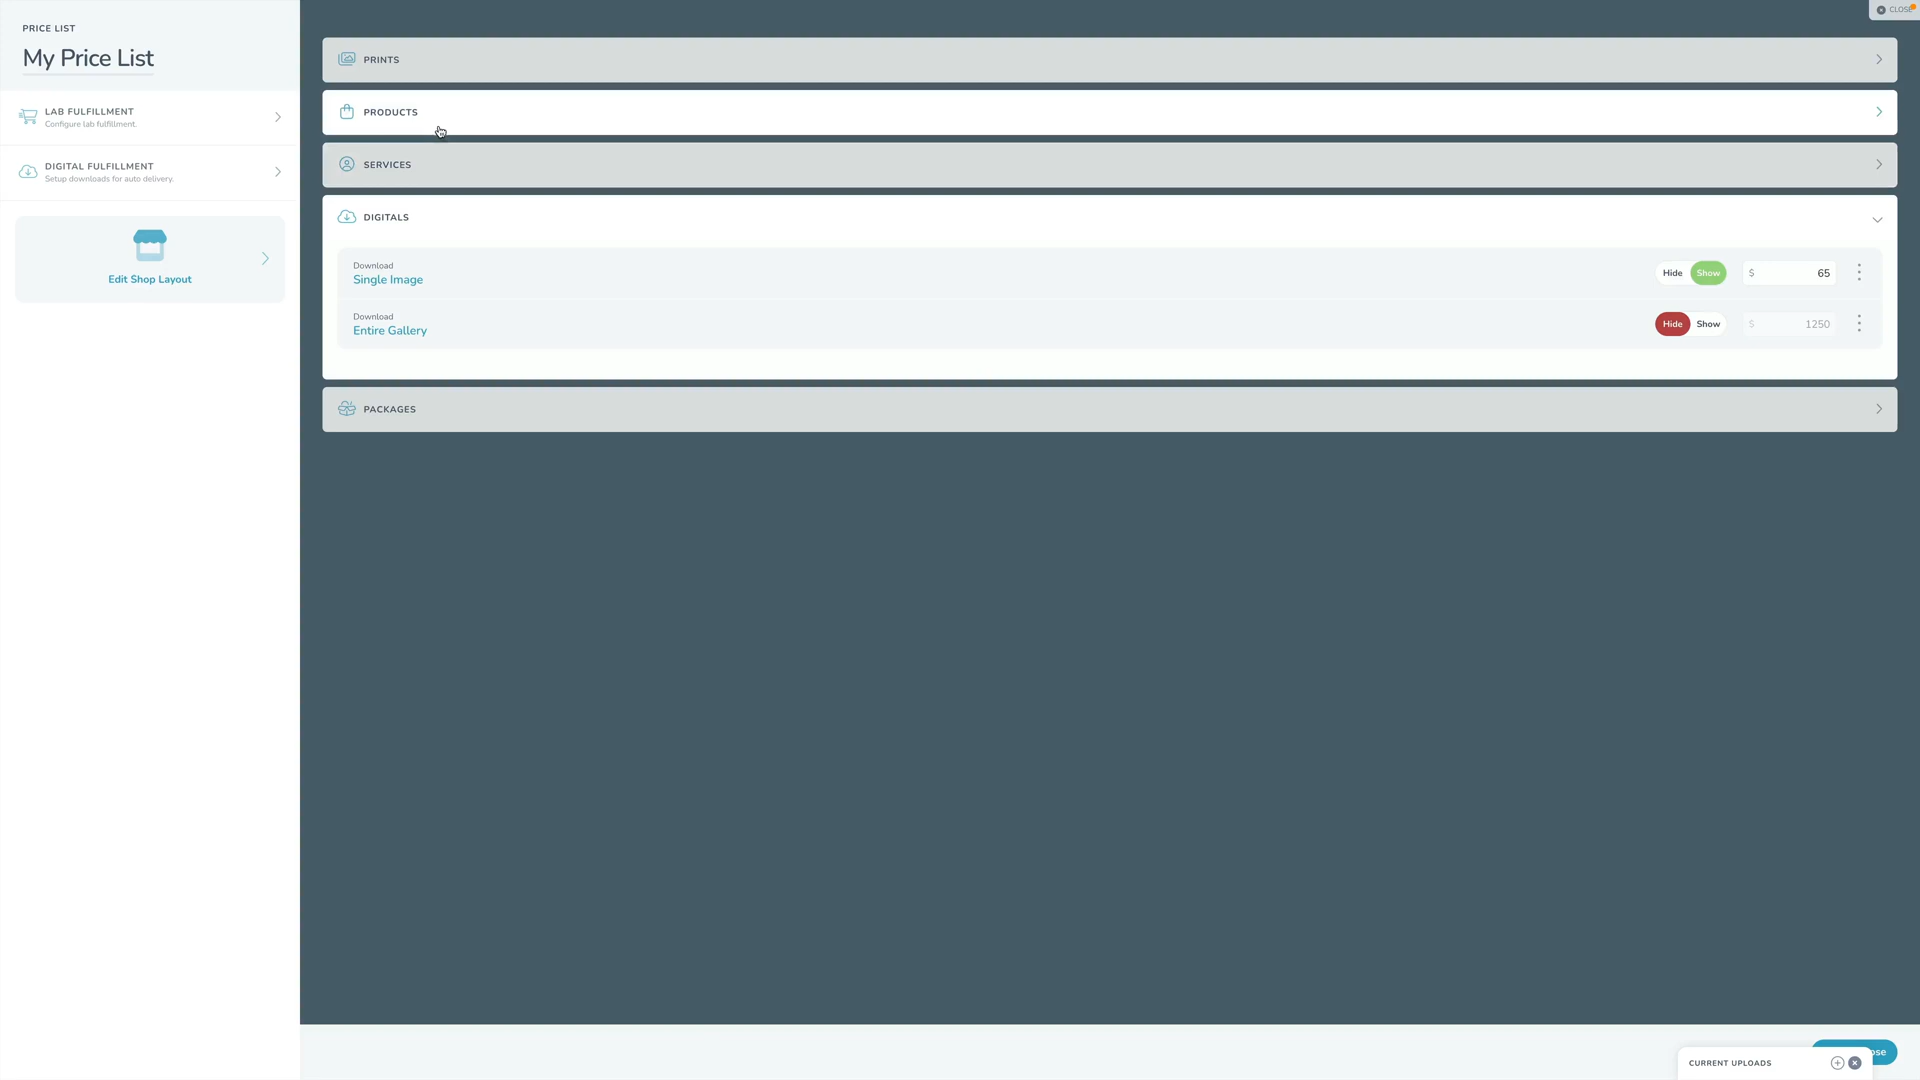 PRICE LIST
My Price List
LAB FULFILLMENT
Configure lab fulfillment.
DIGITAL FULFILLMENT
Setup downloads for auto delivery.
Edit Shop Layout
CLOSE
PRINTS
PRODUCTS
SERVICES
DIGITALS
Download
Single Image
Hide Show $ 65
Download
Entire Gallery
Hide Show $ 1250
PACKAGES
CURRENT UPLOADS